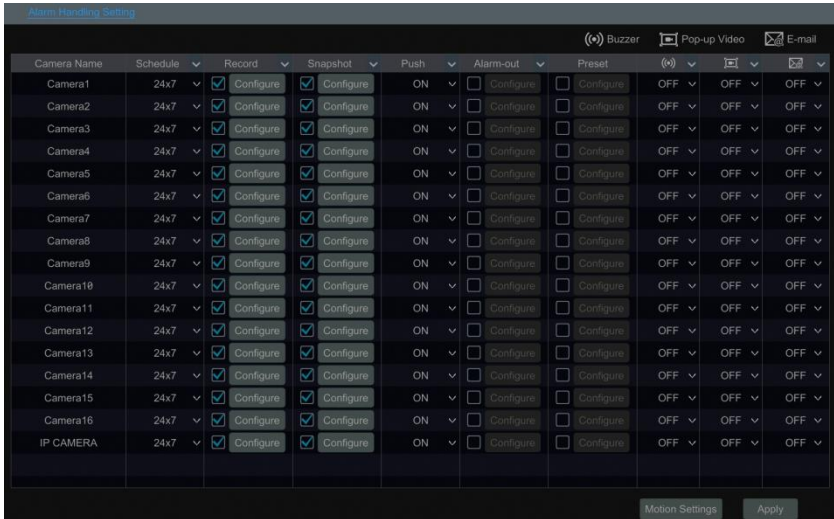 Alarm Handling Setting
Buzzer Pop-up Video E-mail
Camera Name Schedule Record Snapshot Push Alarm-out Preset
Camera1 24x7 Configure Configure ON Configure Configure OFF OFF OFF
Camera2 24x7 Configure Configure ON Configure Configure OFF OFF OFF
Camera3 24x7 Configure Configure ON Configure Configure OFF OFF OFF
Camera4 24x7 Configure Configure ON Configure Configure OFF OFF OFF
Camera5 24x7 Configure Configure ON Configure Configure OFF OFF OFF
Camera6 24x7 Configure Configure ON Configure Configure OFF OFF OFF
Camera7 24x7 Configure Configure ON Configure Configure OFF OFF OFF
Camera8 24x7 Configure Configure ON Configure Configure OFF OFF OFF
Camera9 24x7 Configure Configure ON Configure Configure OFF OFF OFF
Camera10 24x7 Configure Configure ON Configure Configure OFF OFF OFF
Camera11 24x7 Configure Configure ON Configure Configure OFF OFF OFF
Camera12 24x7 Configure Configure ON Configure Configure OFF OFF OFF
Camera13 24x7 Configure Configure ON Configure Configure OFF OFF OFF
Camera14 24x7 Configure Configure ON Configure Configure OFF OFF OFF
Camera15 24x7 Configure Configure ON Configure Configure OFF OFF OFF
Camera16 24x7 Configure Configure ON Configure Configure OFF OFF OFF
IP CAMERA 24x7 Configure Configure ON Configure Configure OFF OFF OFF
Motion Settings Apply